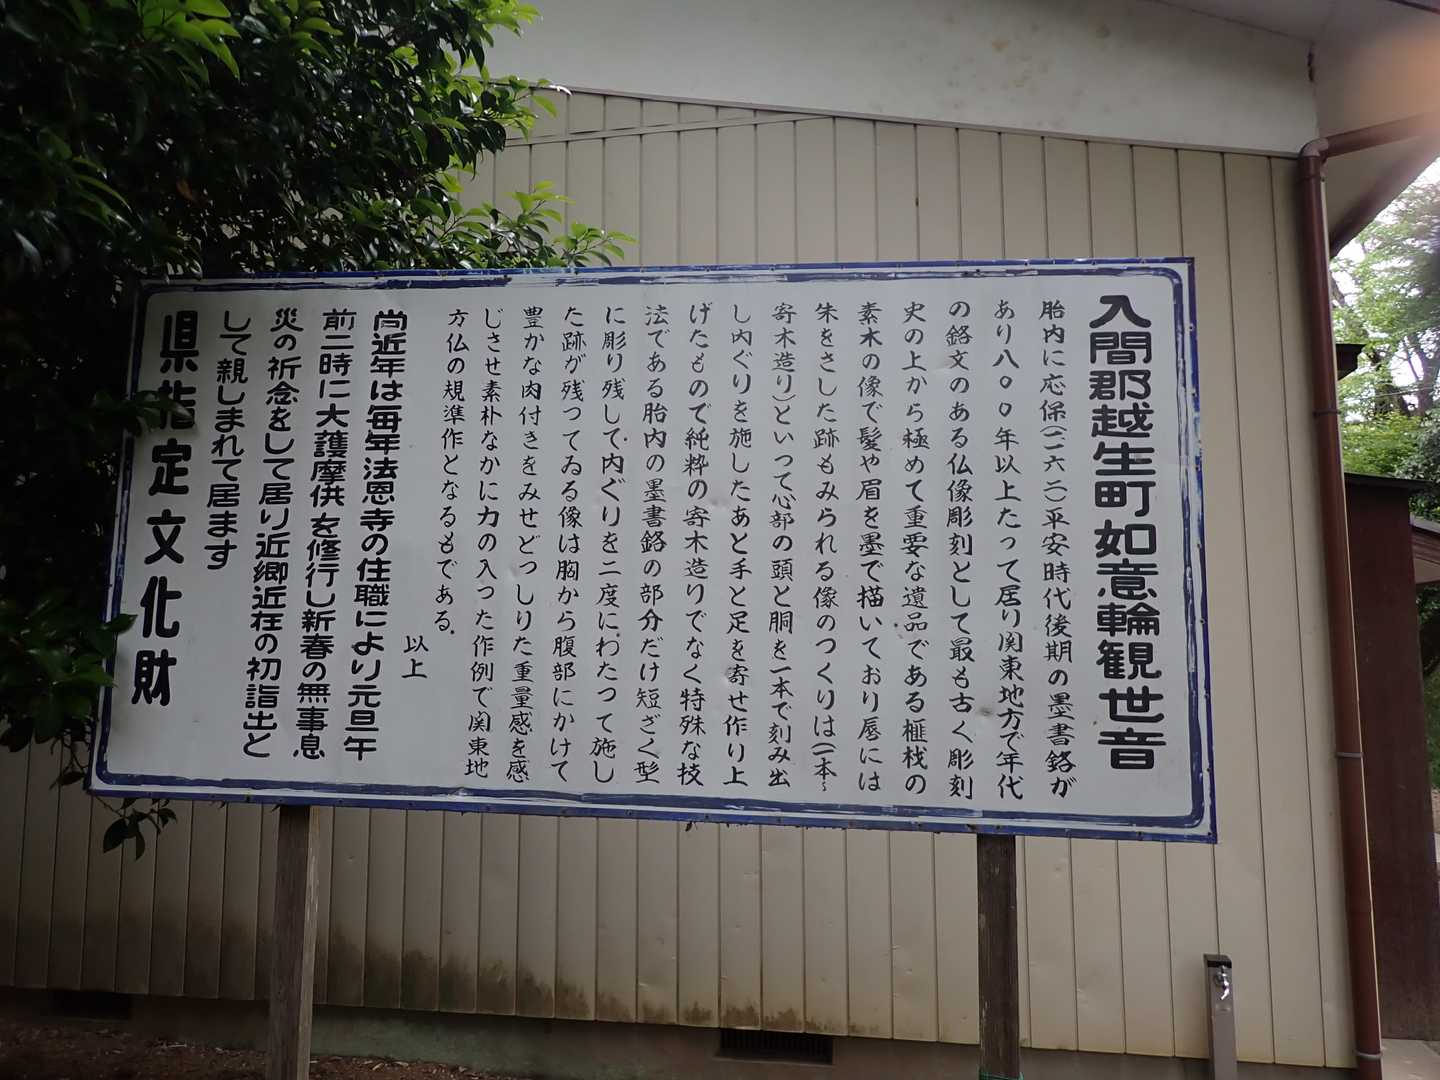 入間郡越生町如意輪観世音
胎内に応保(一一六二)平安時代後期の墨書銘が
あり八〇〇年以上たって居り関東地方で年代
の銘文のある仏像彫刻として最も古く彫刻
史の上から極めて重要な遺品である榧材の
素木の像で髪や眉を墨で描いており唇には
朱をさした跡もみられる像のつくりは(一本〜
寄木造り)といって心部の頭と胴を一本で刻み出
し内ぐりを施したあと手と足を寄せ作り上
げたもので純粋の寄木造りでなく特殊な技
法である胎内の墨書銘の部分だけ短ざく型
に彫り残して内ぐりを二度にわたって施し
た跡が残つてゐる像は胸から腹部にかけて
豊かな肉付きをみせどっしりた重量感を感
じさせ素朴なかに力の入った作例で関東地
方仏の規準作となるものである.
以上
尚近年は毎年法恩寺の住職により元旦午
前二時に大護摩供を修行し新春の無事息
災の祈念をして居り近郷近在の初詣出と
して親しまれて居ます
県指定文化財